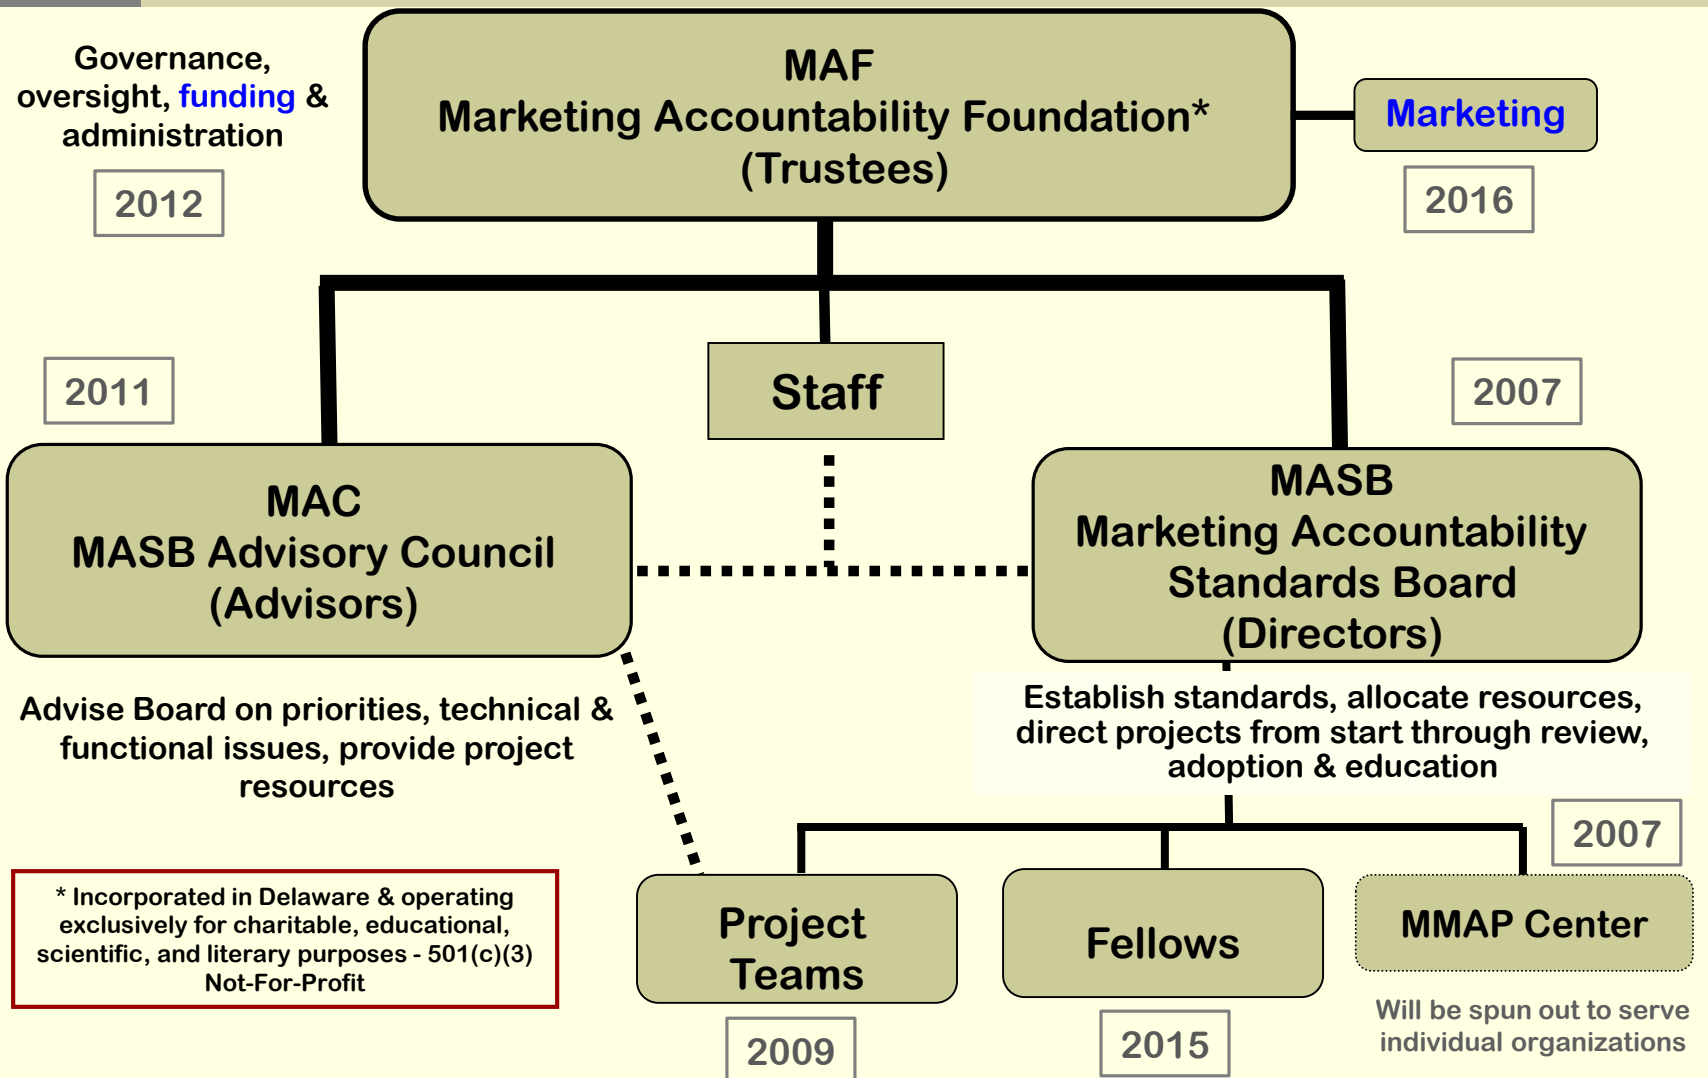 Governance,
oversight, funding &
administration
2012
MAF
Marketing Accountability Foundation*
(Trustees)
Marketing
2016
Staff
2011
MAC
MASB Advisory Council
(Advisors)
Advise Board on priorities, technical &
functional issues, provide project
resources
2007
MASB
Marketing Accountability
Standards Board
(Directors)
Establish standards, allocate resources,
direct projects from start through review,
adoption & education
* Incorporated in Delaware & operating
exclusively for charitable, educational,
scientific, and literary purposes - 501(c)(3)
Not-For-Profit
Project
Teams
2009
Fellows
2015
2007
MMAP Center
Will be spun out to serve
individual organizations